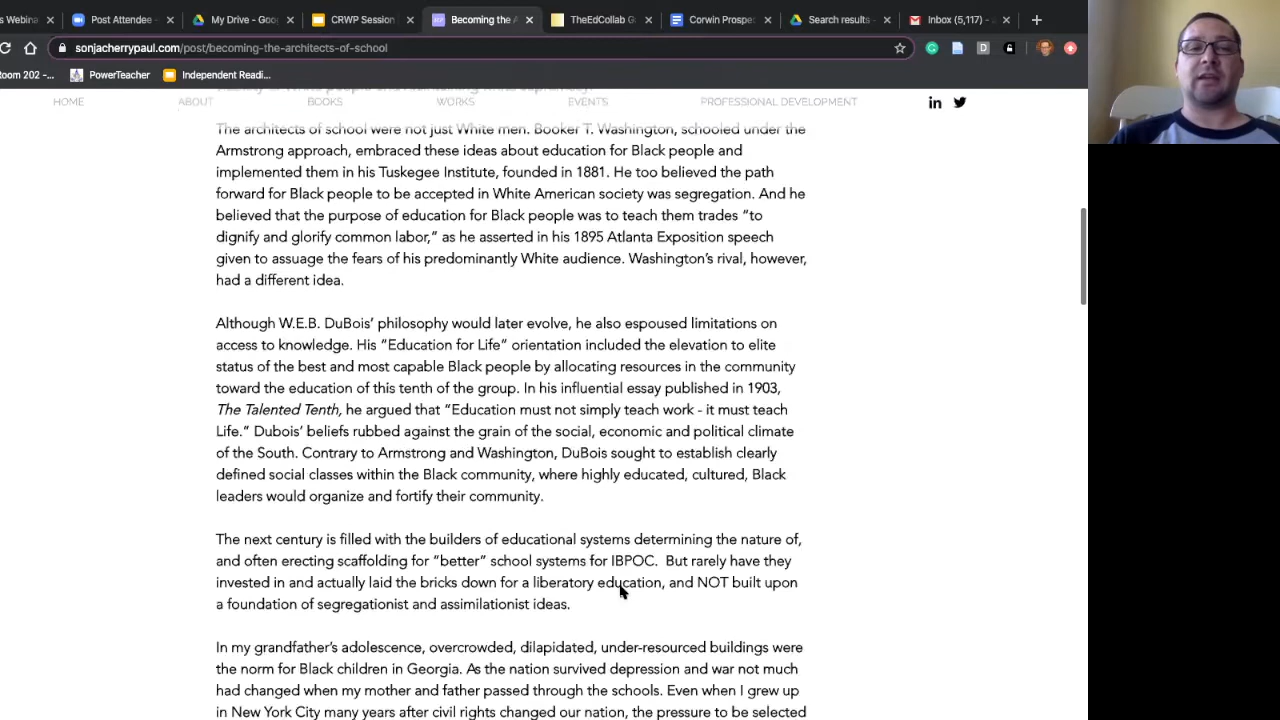 s Webina
Post Attendee -
My Drive - Goo
CRWP Session
Becoming the A
TheEdCollab G
Corwin Prospe
Search results -
Inbox (5,117) -
sonjacherrypaul.com/post/becoming-the-architects-of-school
oom 202 -...
PowerTeacher
Independent Readi...
HOME
ABOUT
BOOKS
WORKS
EVENTS
PROFESSIONAL DEVELOPMENT
The architects of school were not just White men. Booker T. Washington, schooled under the
Armstrong approach, embraced these ideas about education for Black people and
implemented them in his Tuskegee Institute, founded in 1881. He too believed the path
forward for Black people to be accepted in White American society was segregation. And he
believed that the purpose of education for Black people was to teach them trades “to
dignify and glorify common labor,” as he asserted in his 1895 Atlanta Exposition speech
given to assuage the fears of his predominantly White audience. Washington’s rival, however,
had a different idea.
Although W.E.B. DuBois’ philosophy would later evolve, he also espoused limitations on
access to knowledge. His “Education for Life” orientation included the elevation to elite
status of the best and most capable Black people by allocating resources in the community
toward the education of this tenth of the group. In his influential essay published in 1903,
The Talented Tenth, he argued that “Education must not simply teach work - it must teach
Life.” Dubois’ beliefs rubbed against the grain of the social, economic and political climate
of the South. Contrary to Armstrong and Washington, DuBois sought to establish clearly
defined social classes within the Black community, where highly educated, cultured, Black
leaders would organize and fortify their community.
The next century is filled with the builders of educational systems determining the nature of,
and often erecting scaffolding for “better” school systems for IBPOC.  But rarely have they
invested in and actually laid the bricks down for a liberatory education, and NOT built upon
a foundation of segregationist and assimilationist ideas.
In my grandfather’s adolescence, overcrowded, dilapidated, under-resourced buildings were
the norm for Black children in Georgia. As the nation survived depression and war not much
had changed when my mother and father passed through the schools. Even when I grew up
in New York City many years after civil rights changed our nation, the pressure to be selected